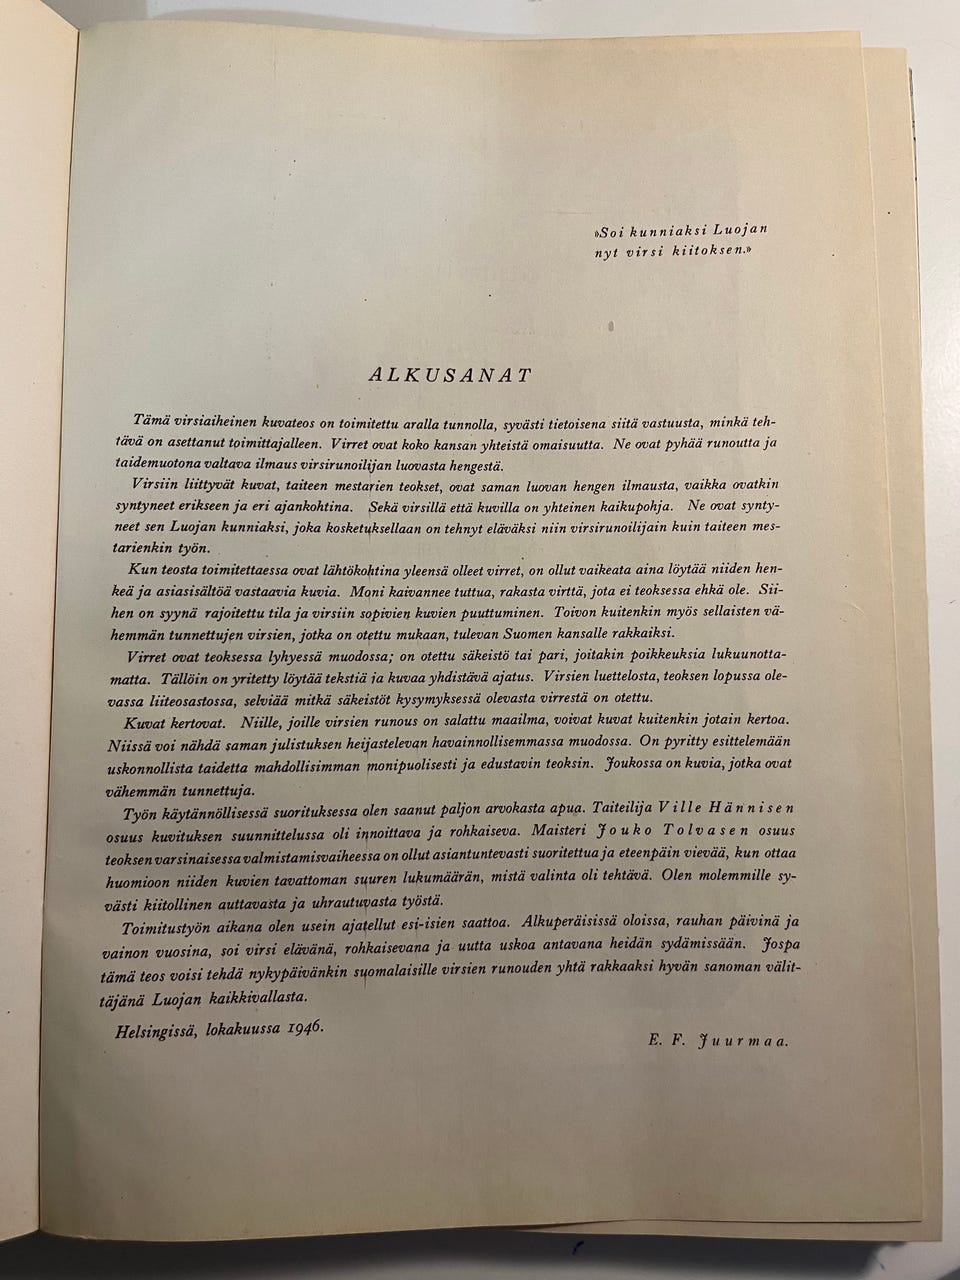 »Soi kunniaksi Luojan
nyt virsi kiitoksen.»
ALKUSANAT
Tämä virsiaiheinen kuvateos on toimitettu aralla tunnolla, syvästi tietoisena siitä vastuusta, minkä teh-
tävä on asettanut toimittajalleen. Virret ovat koko kansan yhteistä omaisuutta. Ne ovat pyhää runoutta ja
taidemuotona valtava ilmaus virsirunoilijan luovasta hengestä.
Virsiin liittyvät kuvat, taiteen mestarien teokset, ovat saman luovan hengen ilmausta, vaikka ovatkin
syntyneet erikseen ja eri ajankohtina. Sekä virsillä että kuvilla on yhteinen kaikupohja. Ne ovat synty-
neet sen Luojan kunniaksi, joka kosketuksellaan on tehnyt eläväksi niin virsirunoilijain kuin taiteen mes-
tarienkin työn.
Kun teosta toimitettaessa ovat lähtökohtina yleensä olleet virret, on ollut vaikeata aina löytää niiden hen-
keä ja asiasisältöä vastaavia kuvia. Moni kaivannee tuttua, rakasta virttä, jota ei teoksessa ehkä ole. Sii-
hen on syynä rajoitettu tila ja virsiin sopivien kuvien puuttuminen. Toivon kuitenkin myös sellaisten vä-
hemmän tunnettujen virsien, jotka on otettu mukaan, tulevan Suomen kansalle rakkaiksi.
Virret ovat teoksessa lyhyessä muodossa; on otettu säkeistö tai pari, joitakin poikkeuksia lukuunotta-
matta. Tällöin on yritetty löytää tekstiä ja kuvaa yhdistävä ajatus. Virsien luettelosta, teoksen lopussa ole-
vassa liiteosastossa, selviää mitkä säkeistöt kysymyksessä olevasta virrestä on otettu.
Kuvat kertovat. Niille, joille virsien runous on salattu maailma, voivat kuvat kuitenkin jotain kertoa.
Niissä voi nähdä saman julistuksen heijastelevan havainnollisemmassa muodossa. On pyritty esittelemään
uskonnollista taidetta mahdollisimman monipuolisesti ja edustavin teoksin. Joukossa on kuvia, jotka ovat
vähemmän tunnettuja.
Työn käytännöllisessä suorituksessa olen saanut paljon arvokasta apua. Taiteilija Ville Hännisen
osuus kuvituksen suunnittelussa oli innoittava ja rohkaiseva. Maisteri Jouko Tolvasen osuus
teoksen varsinaisessa valmistamisvaiheessa on ollut asiantuntevasti suoritettua ja eteenpäin vievää, kun ottaa
huomioon niiden kuvien tavattoman suuren lukumäärän, mistä valinta oli tehtävä. Olen molemmille sy-
västi kiitollinen auttavasta ja uhrautuvasta työstä.
Toimitustyön aikana olen usein ajatellut esi-isien saattoa. Alkuperäisissä oloissa, rauhan päivinä ja
vainon vuosina, soi virsi elävänä, rohkaisevana ja uutta uskoa antavana heidän sydämissään. Jospa
tämä teos voisi tehdä nykypäivänkin suomalaisille virsien runouden yhtä rakkaaksi hyvän sanoman välit-
täjänä Luojan kaikkivallasta.
Helsingissä, lokakuussa 1946.
E. F. Juurmaa.